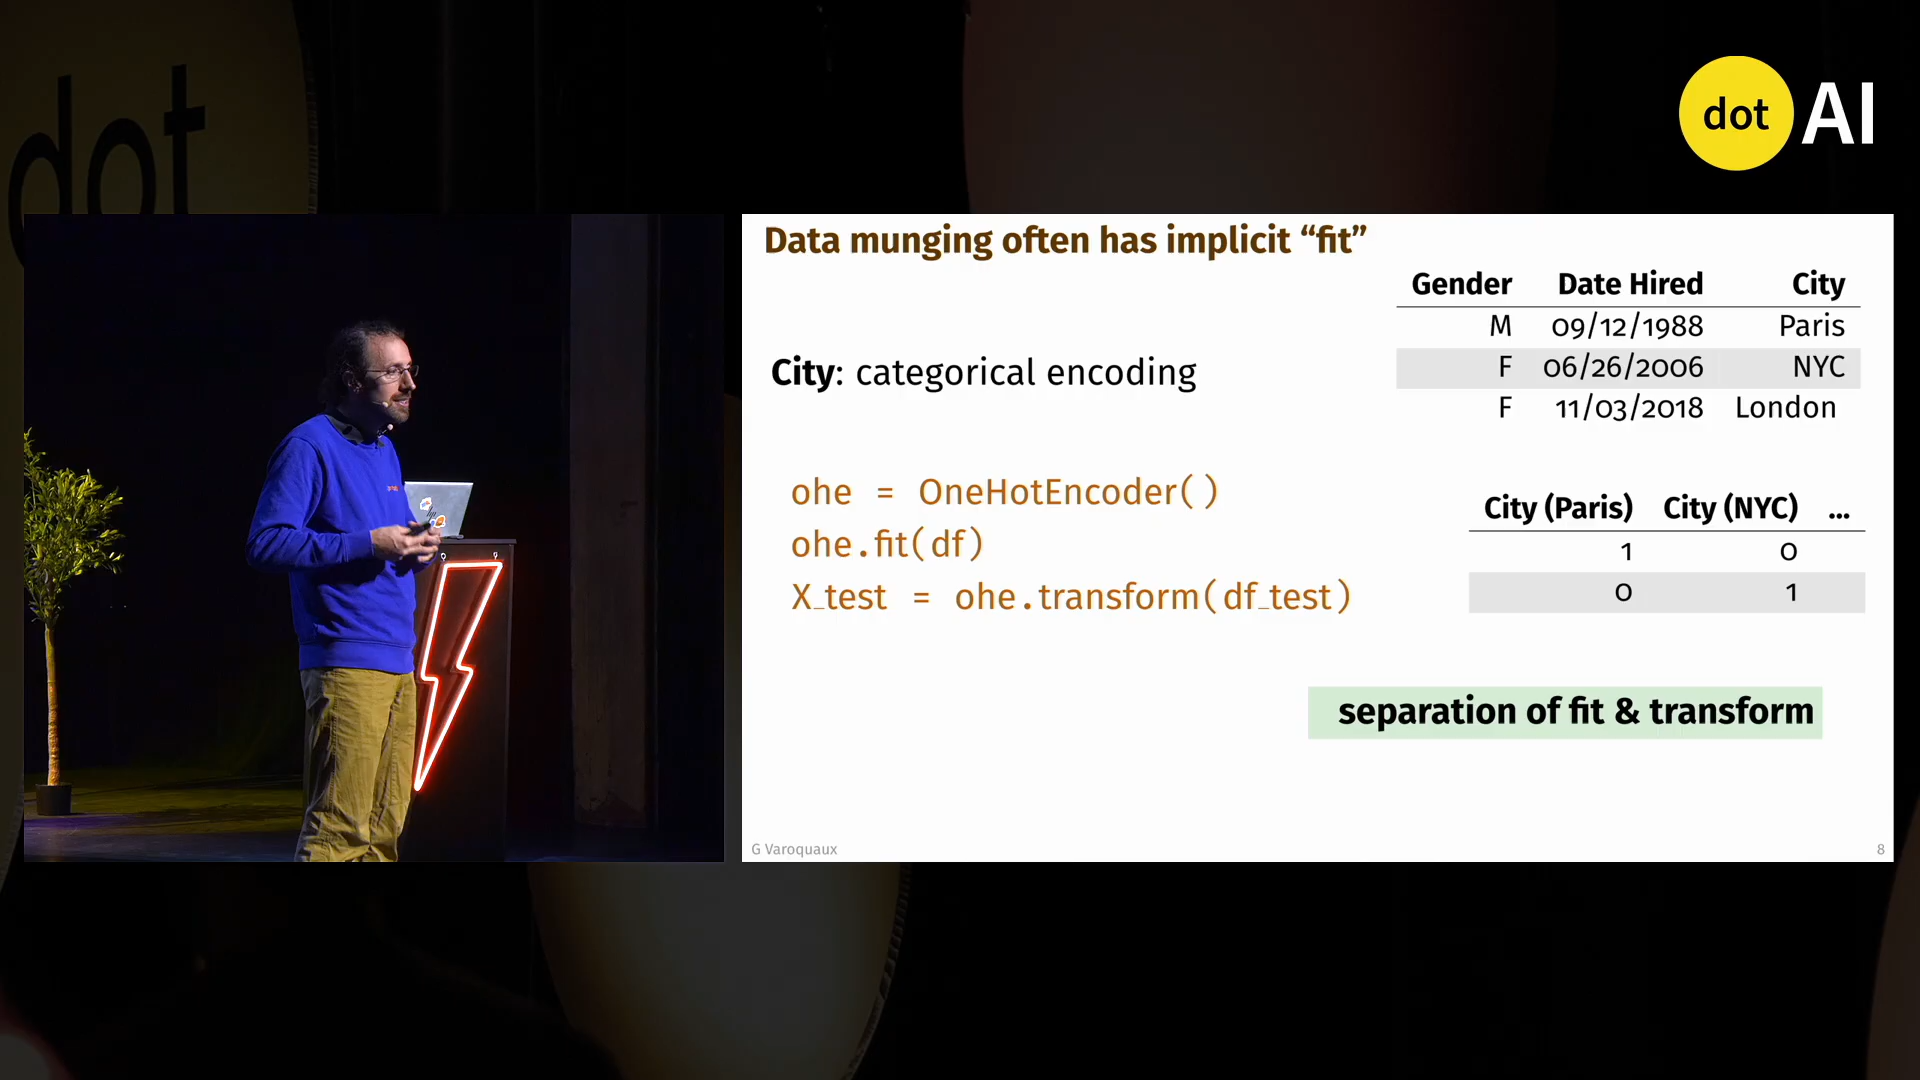 dot
dot AI
Data munging often has implicit “fit”
Gender Date Hired City
M 09/12/1988 Paris
F 06/26/2006 NYC
F 11/03/2018 London
City: categorical encoding
ohe = OneHotEncoder()
ohe.fit(df)
X_test = ohe.transform(df_test)
City (Paris) City (NYC) ...
1 0
0 1
separation of fit & transform
G Varoquaux
8